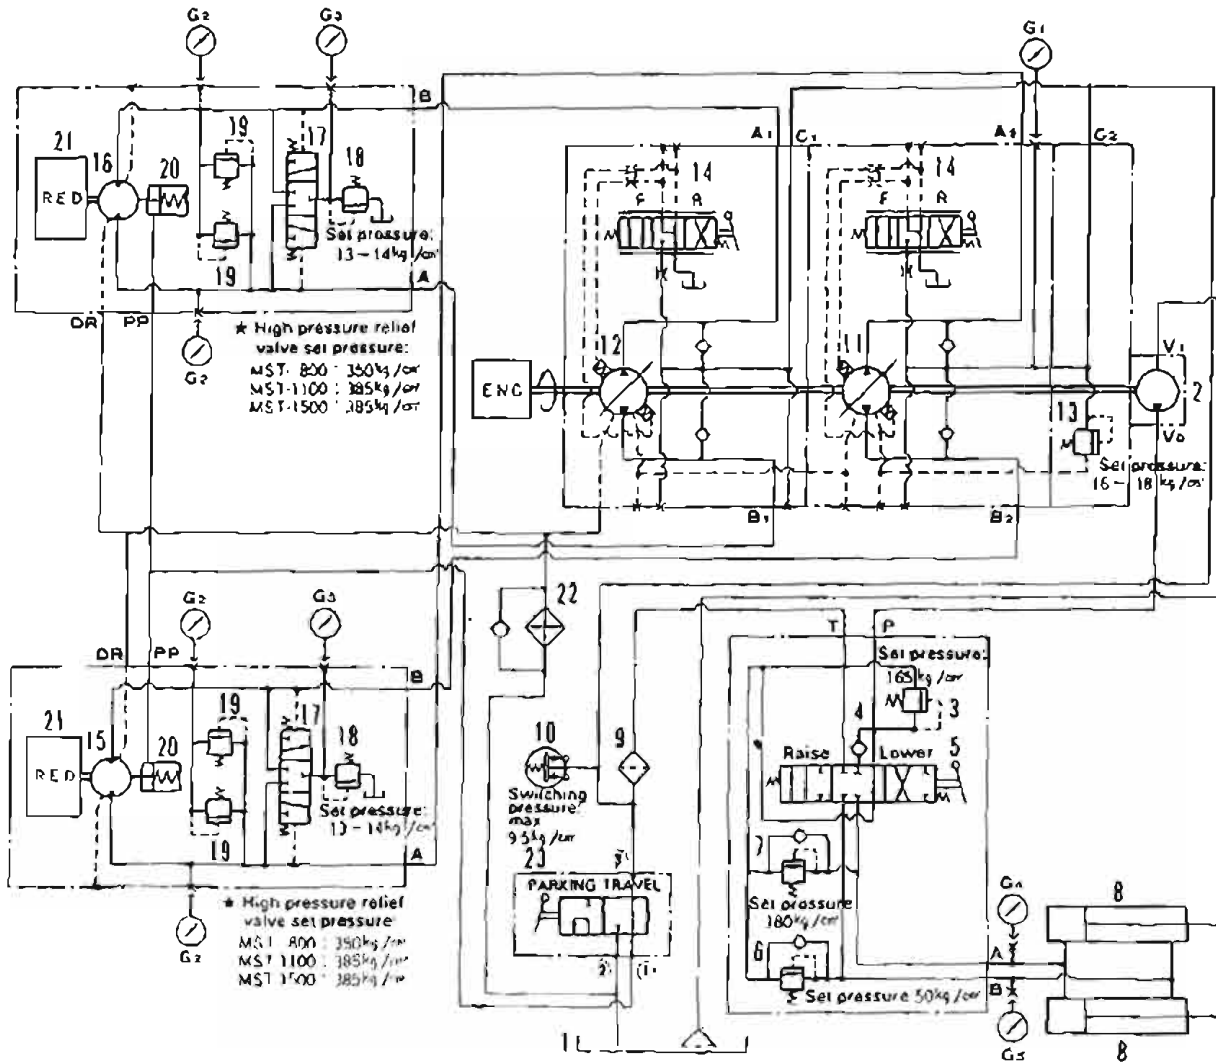 G2
G3
G1
B
A1
C1
A2
C2
21
16
20
19
17
18
14
14
RED
F
R
F
R
Set pressure:
13-14kg/cm²
19
A
DR
PP
G2
★ High pressure relief
valve set pressure:
MST-800 : 350kg/cm²
MST-1100 : 385kg/cm²
MST-1500 : 385kg/cm²
12
11
ENG
V1
2
V0
13
Set pressure:
16-18kg/cm²
B1
B2
G2
G3
22
T
P
DR
PP
B
Set pressure:
165kg/cm²
21
15
20
19
17
18
10
9
4
3
RED
Raise
Lower
5
Switching
pressure
max
9.5kg/cm²
Set pressure:
13-14kg/cm²
19
A
23
7
PARKING
TRAVEL
Set pressure
180kg/cm²
G4
8
★ High pressure relief
valve set pressure
MST-800 : 350kg/cm²
MST-1100 : 385kg/cm²
MST-1500 : 385kg/cm²
G2
6
A
B
Set pressure 50kg/cm²
1
G5
8